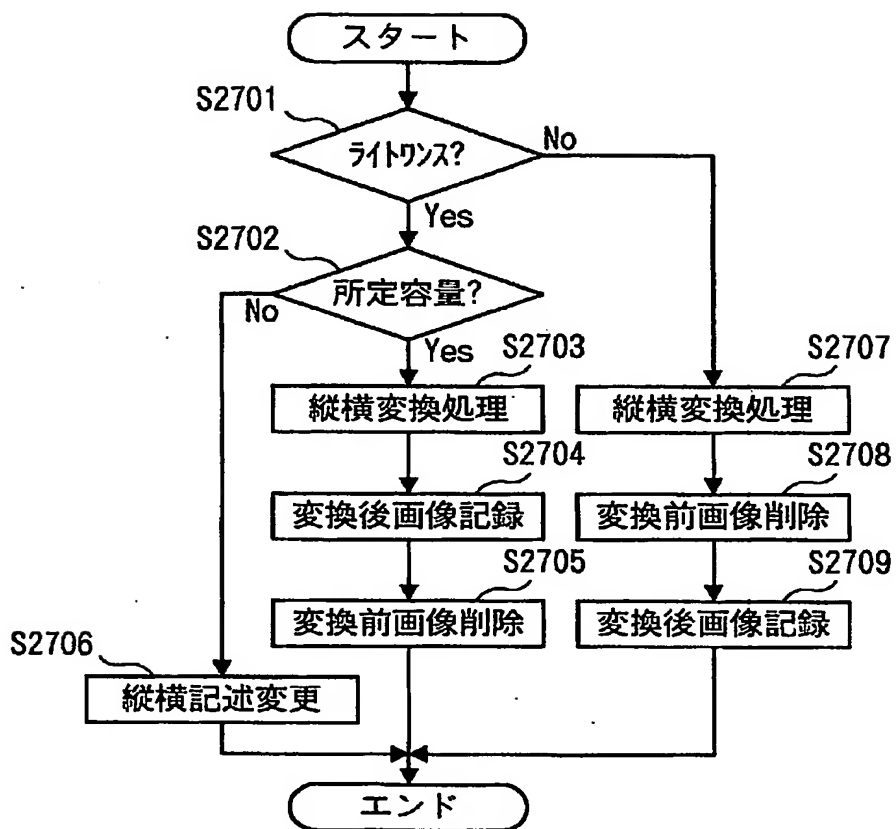 スタート
S2701
ライトワンス?
No
Yes
S2702
所定容量?
No
Yes
S2703
縦横変換処理
S2707
縦横変換処理
S2704
変換後画像記録
S2708
変換前画像削除
S2705
変換前画像削除
S2709
変換後画像記録
S2706
縦横記述変更
エンド